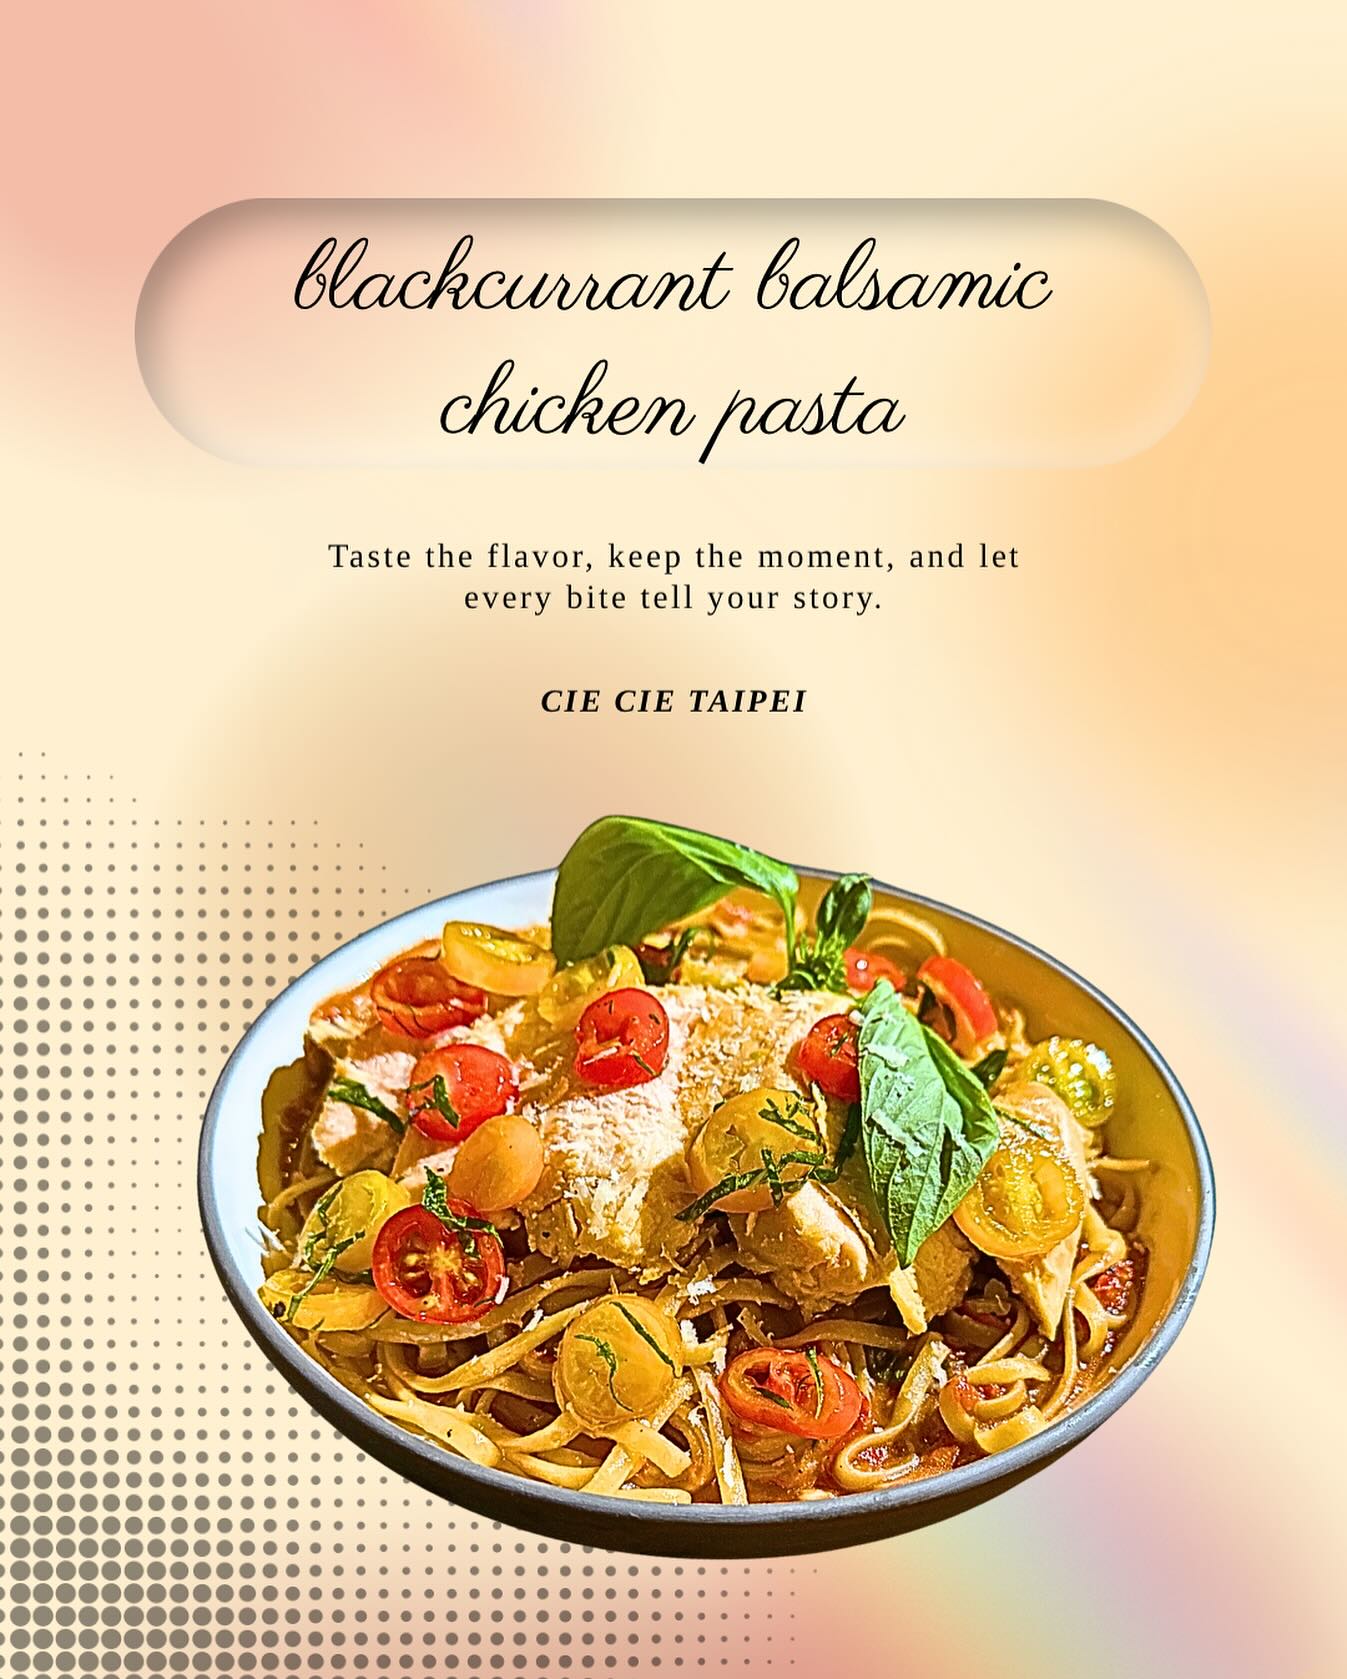 blackcurrant balsamic
chicken pasta
Taste the flavor, keep the moment, and let
every bite tell your story.
CIE CIE TAIPEI